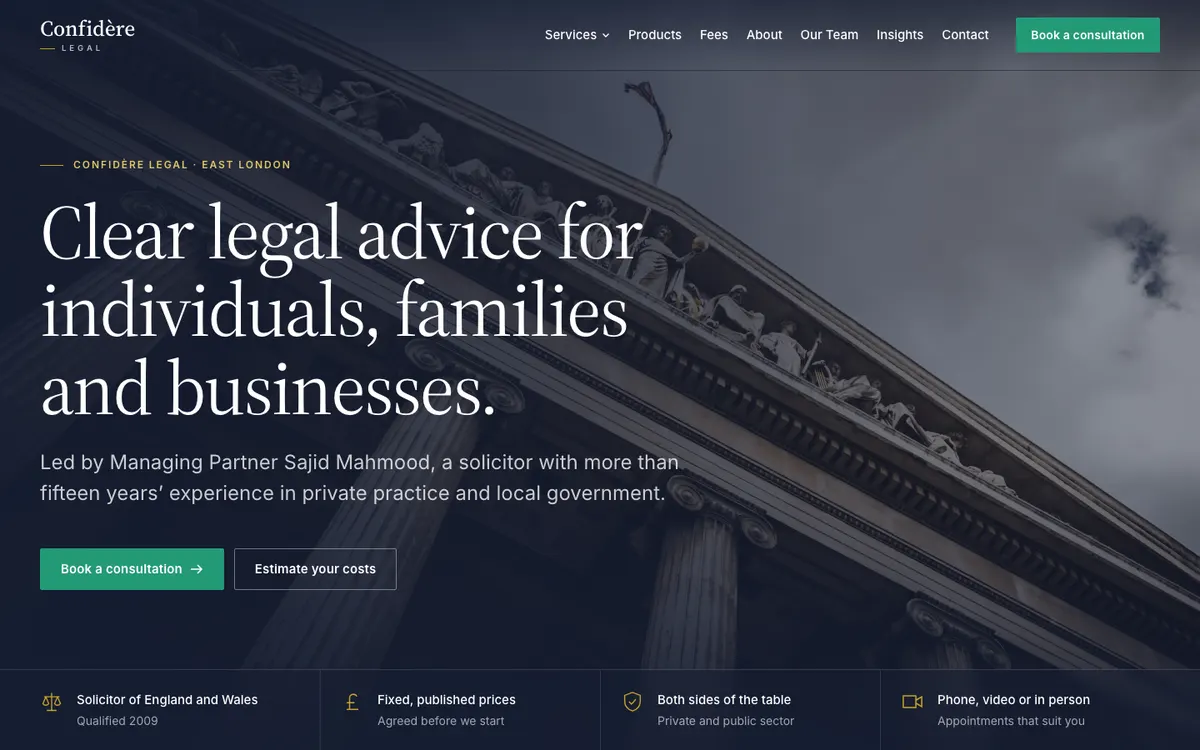 Confidère
LEGAL
Services
Products
Fees
About
Our Team
Insights
Contact
Book a consultation
CONFIDÈRE LEGAL · EAST LONDON
Clear legal advice for
individuals, families
and businesses.
Led by Managing Partner Sajid Mahmood, a solicitor with more than
fifteen years’ experience in private practice and local government.
Book a consultation →
Estimate your costs
Solicitor of England and Wales
Qualified 2009
£
Fixed, published prices
Agreed before we start
Both sides of the table
Private and public sector
Phone, video or in person
Appointments that suit you